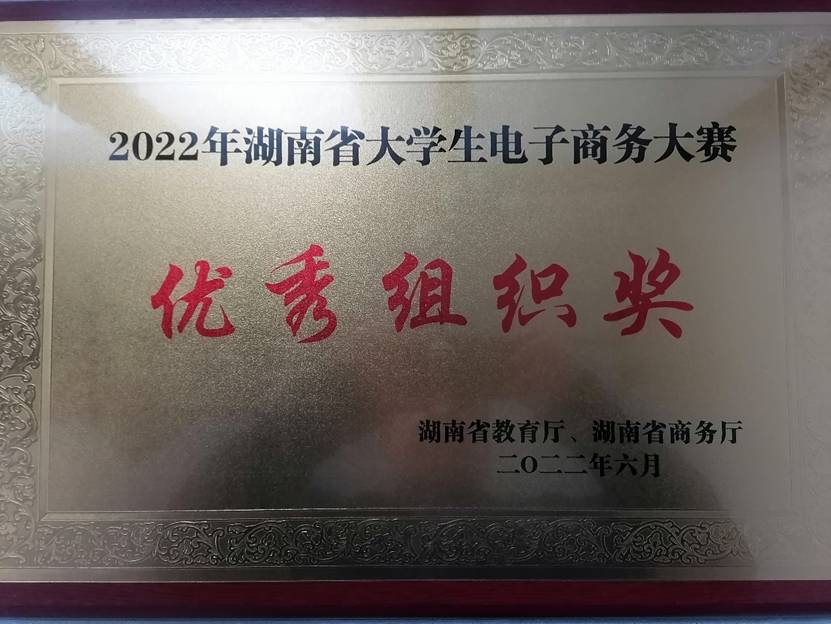 2022年湖南省大学生电子商务大赛
优秀组织奖
湖南省教育厅、湖南省商务厅
二〇二二年六月